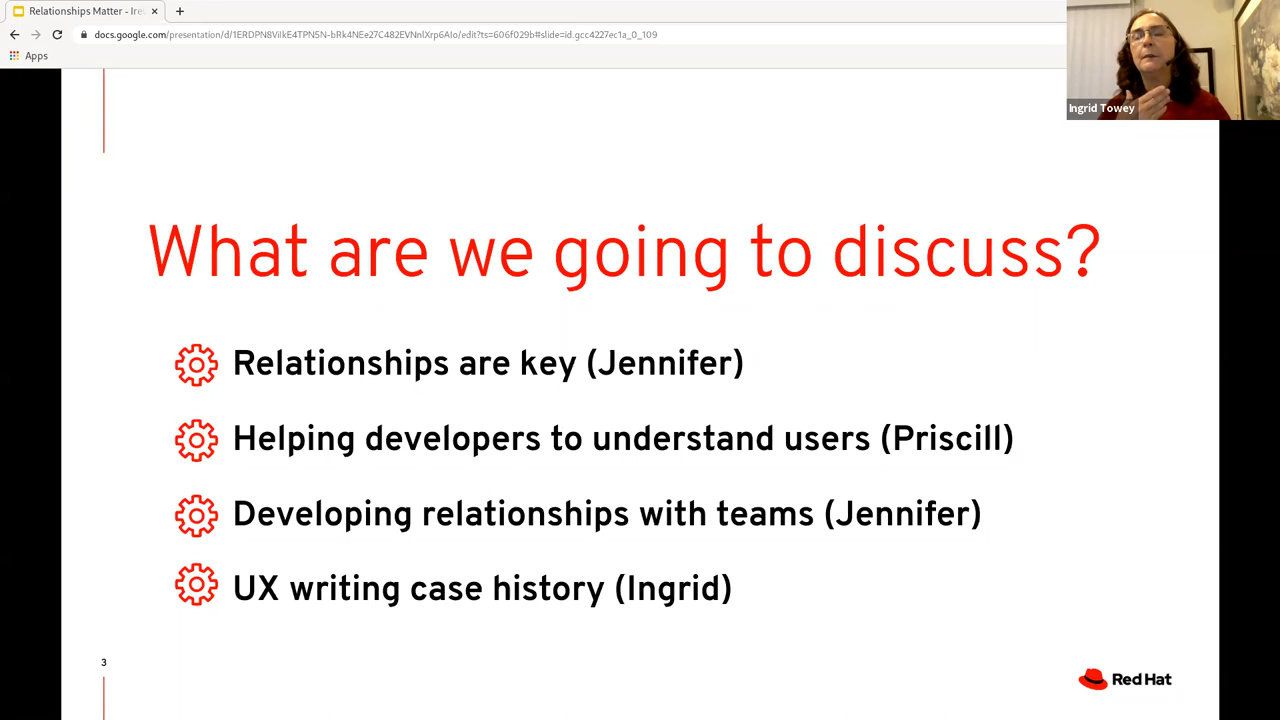 Relationships Matter - Ire
docs.google.com/presentation/d/1ERDPN8ViIkE4TPN5N-bRk4NEe27C482EVNnIXrp6AIo/edit?ts=606f029b#slide=id.gcc4227ec1a_0_109
Apps
Ingrid Towey
What are we going to discuss?
Relationships are key (Jennifer)
Helping developers to understand users (Priscill)
Developing relationships with teams (Jennifer)
UX writing case history (Ingrid)
3
Red Hat